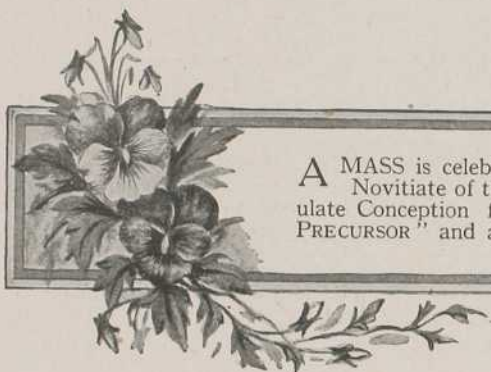 A MASS is celeb
Novitiate of t
ulate Conception f
PRECURSOR" and a